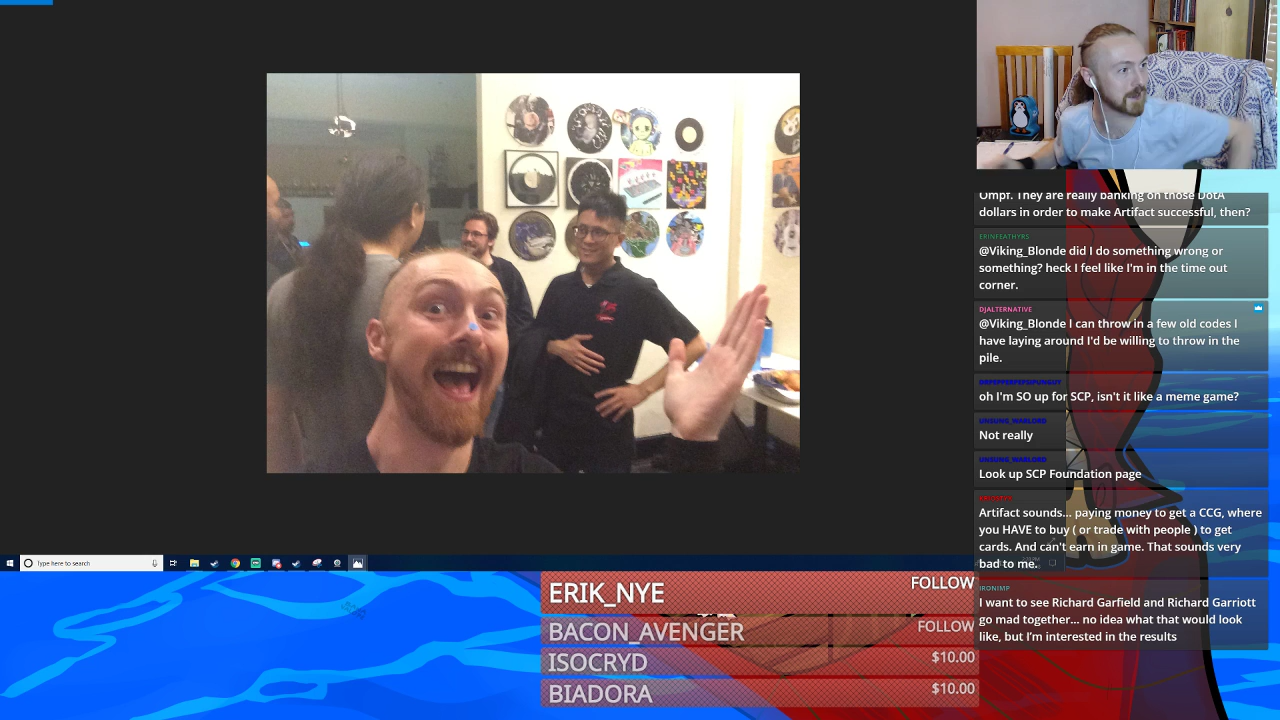 Type here to search
ERIK_NYE
FOLLOW
BACON_AVENGER
FOLLOW
ISOCRYD
$10.00
BIADORA
$10.00
Ompf. They are really banking on those DotA
dollars in order to make Artifact successful, then?
ERINFEATHYRS
@Viking_Blonde did I do something wrong or
something? heck I feel like I'm in the time out
corner.
DJALTERNATIVE
@Viking_Blonde I can throw in a few old codes I
have laying around I'd be willing to throw in the
pile.
oh I'm SO up for SCP, isn't it like a meme game?
UNSUNG_WARLORD
Not really
UNSUNG_WARLORD
Look up SCP Foundation page
Artifact sounds... paying money to get a CCG, where
you HAVE to buy ( or trade with people ) to get
cards. And can't earn in game. That sounds very
bad to me.
IRONIMP
I want to see Richard Garfield and Richard Garriott
go mad together... no idea what that would look
like, but I'm interested in the results